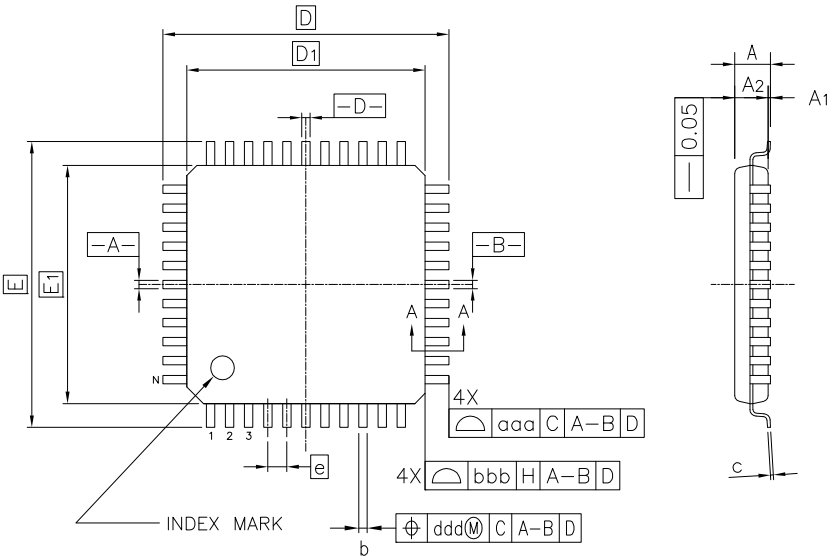 D
D1
-D-
A
A2
A1
— 0.05
-A-
-B-
E
E1
A A
N
1 2 3
e
4X
⌓ aaa C A-B D
4X ⌓ bbb H A-B D
INDEX MARK
⌖ ddd Ⓜ C A-B D
b
c